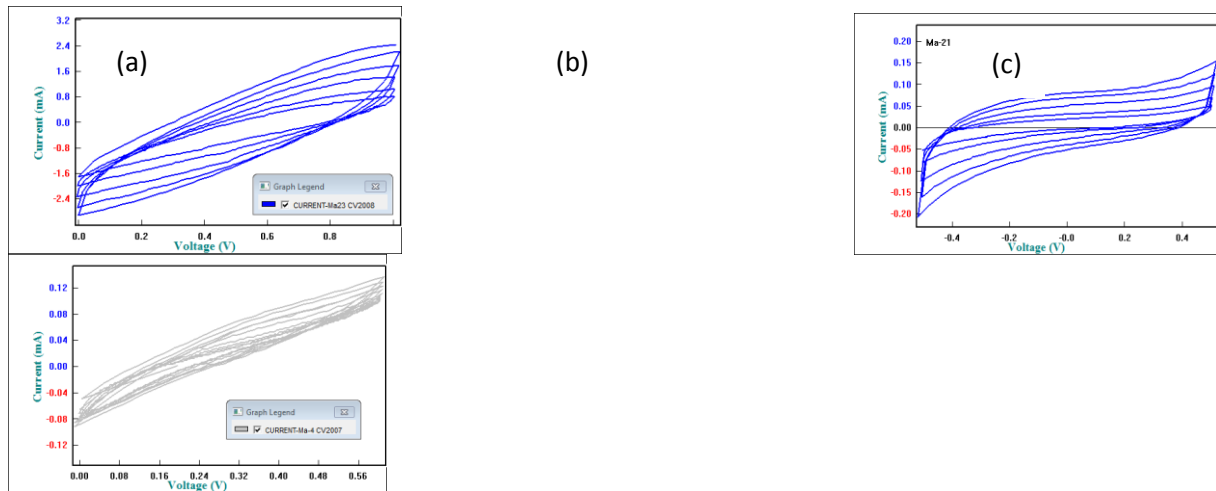 (a)
3.2
2.4
1.6
0.8
0.0
-0.8
-1.6
-2.4
Current (mA)
Graph Legend
CURRENT-Ma23 CV2008
0.0 0.2 0.4 0.6 0.8
Voltage (V)
(b)
Ma-21
(c)
0.20
0.15
0.10
0.05
0.00
-0.05
-0.10
-0.15
-0.20
Current (mA)
-0.4 -0.2 -0.0 0.2 0.4
Voltage (V)
0.12
0.08
0.04
0.00
-0.04
-0.08
-0.12
Current (mA)
Graph Legend
CURRENT-Ma-4 CV2007
0.00 0.08 0.16 0.24 0.32 0.40 0.48 0.56
Voltage (V)